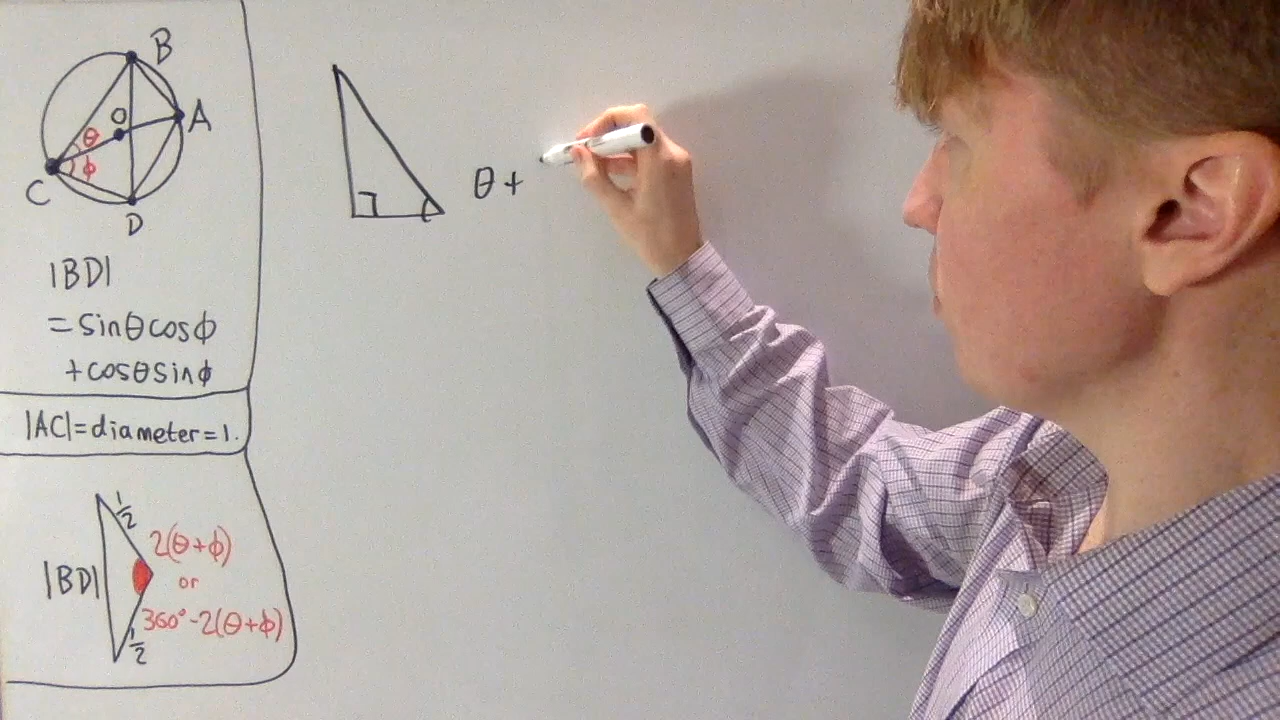 B
O
A
θ
ϕ
C
D
|BD|
=sinθcosϕ
+cosθsinϕ
|AC|=diameter=1.
1/2
2(θ+ϕ)
|BD|
or
360°-2(θ+ϕ)
1/2
θ+